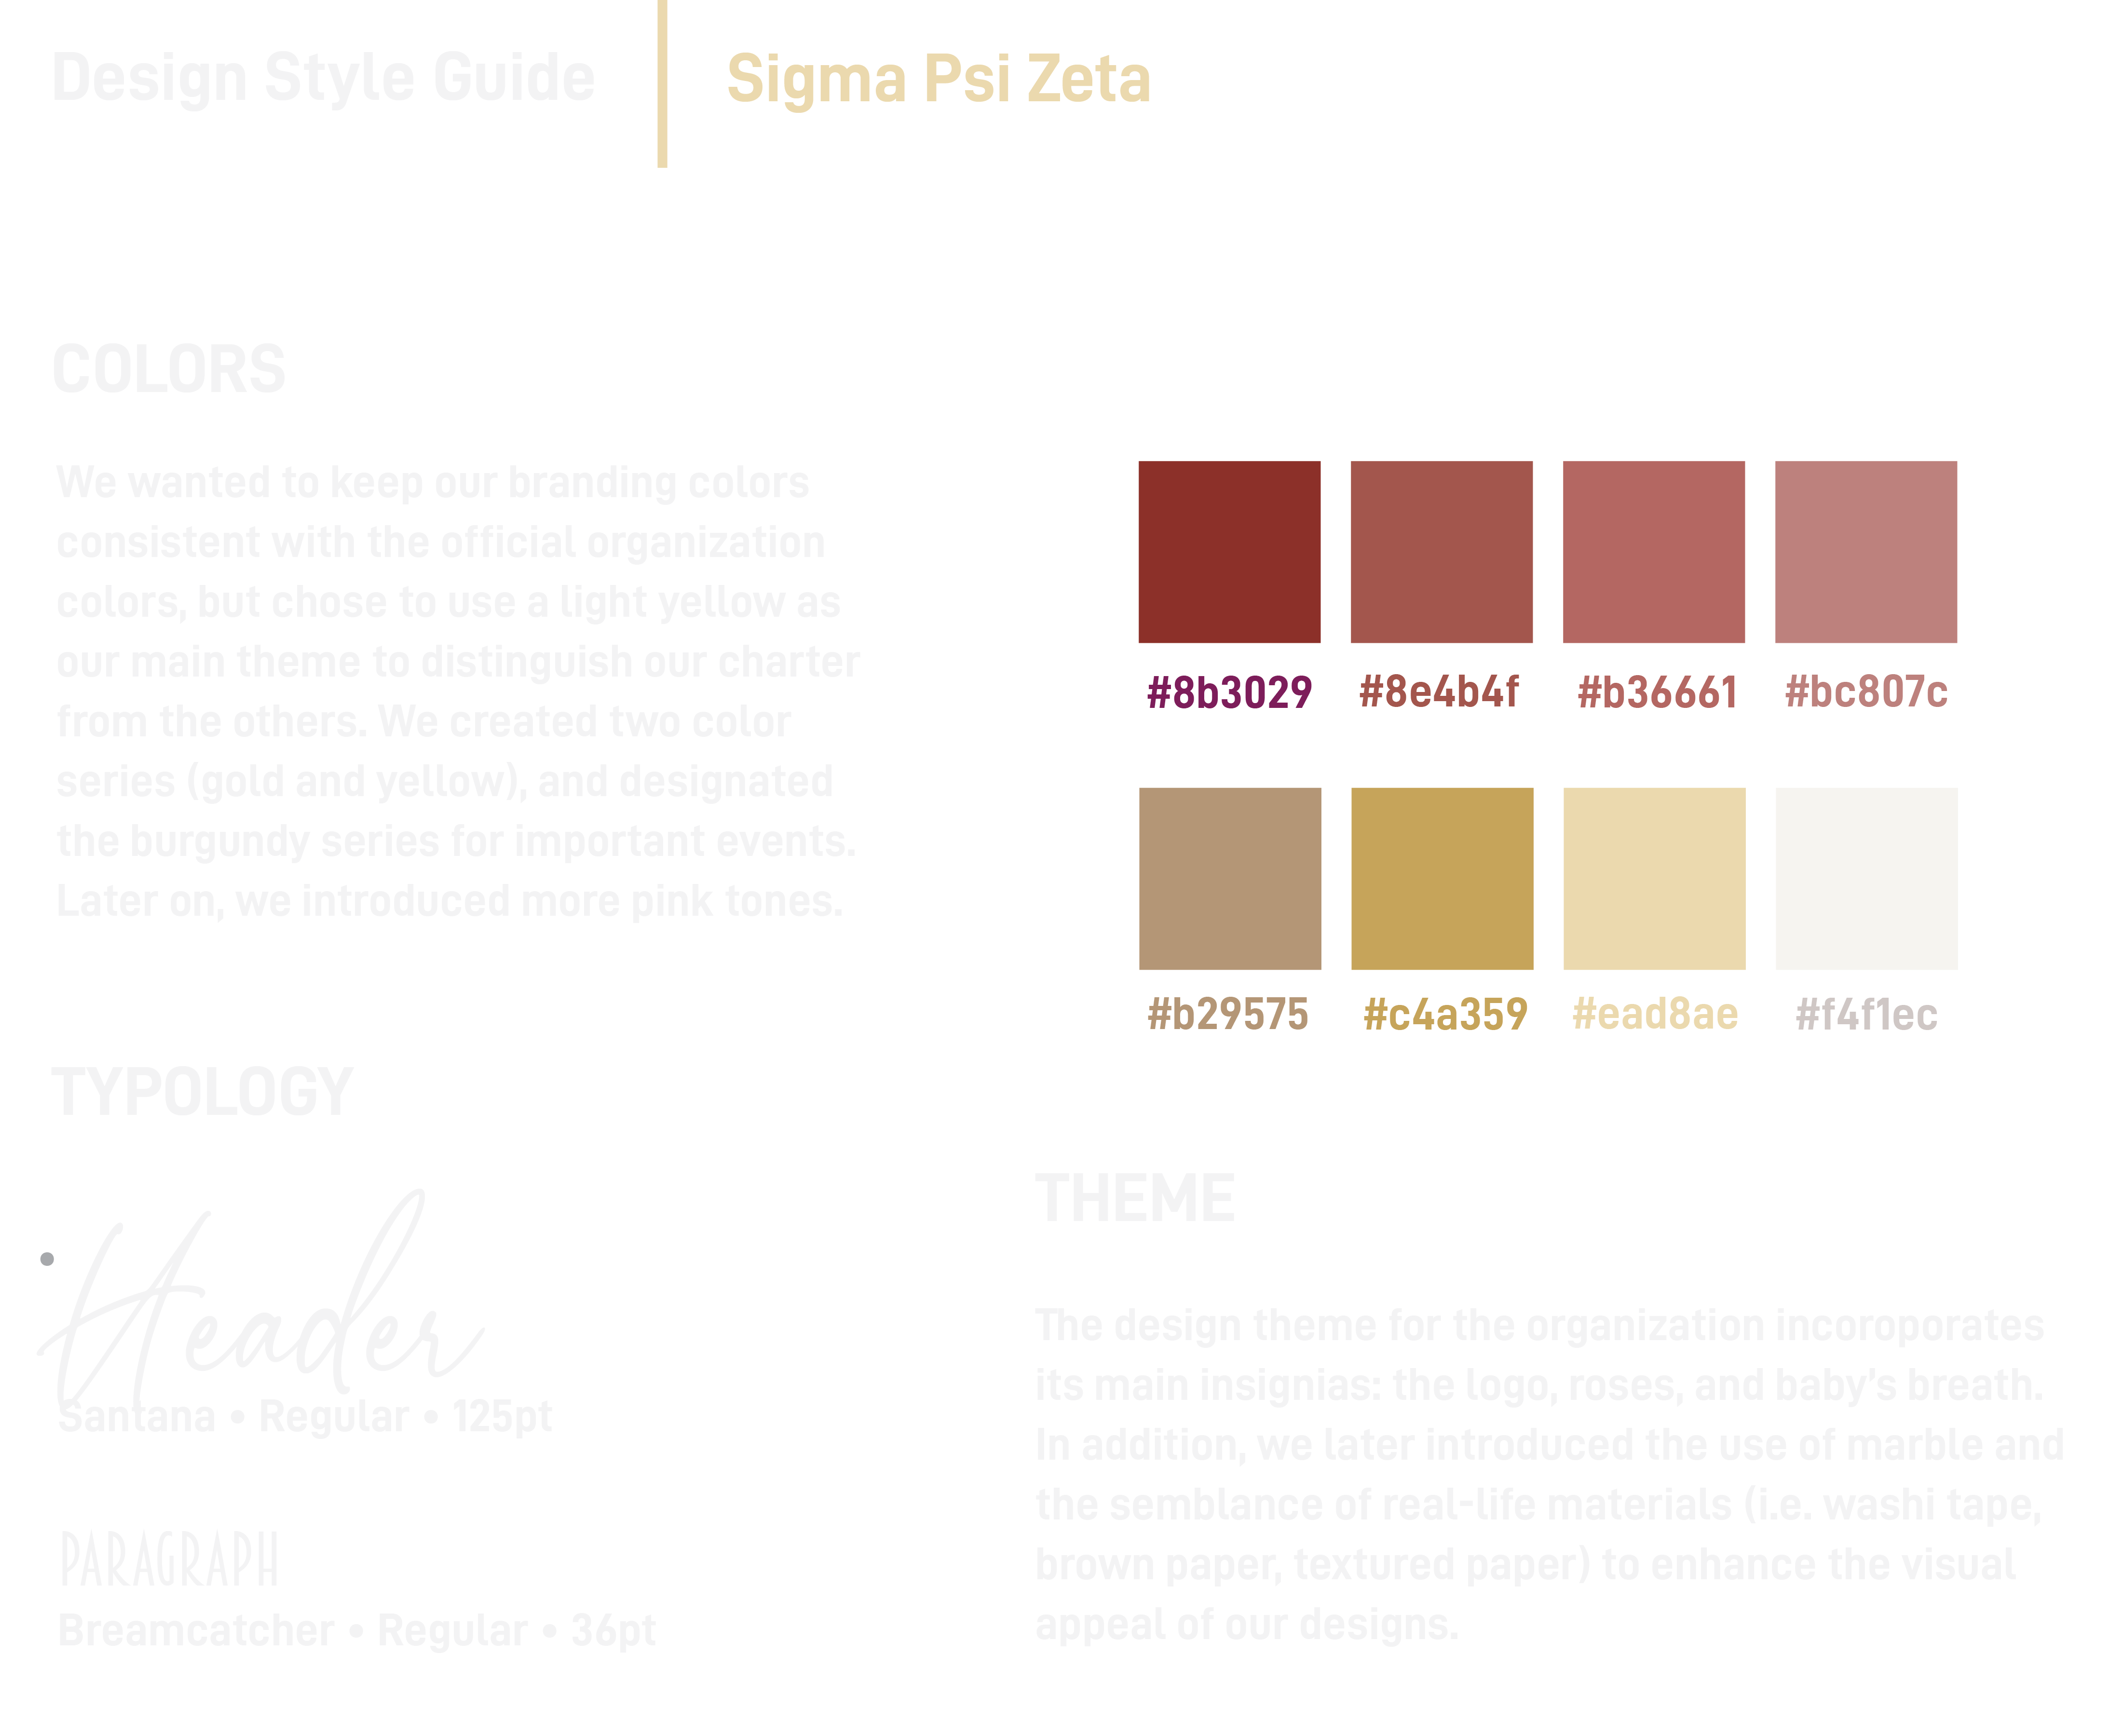 Design Style Guide
Sigma Psi Zeta
COLORS
We wanted to keep our branding colors
consistent with the official organization
colors, but chose to use a light yellow as
our main theme to distinguish our charter
from the others. We created two color
series (gold and yellow), and designated
the burgundy series for important events.
Later on, we introduced more pink tones.
#8b3029 #8e4b4f #b36661 #bc807c
#b29575 #c4a359 #ead8ae #f4f1ec
TYPOLOGY
Header
Santana • Regular • 125pt
PARAGRAPH
Breamcatcher • Regular • 36pt
THEME
The design theme for the organization incoroporates
its main insignias: the logo, roses, and baby's breath.
In addition, we later introduced the use of marble and
the semblance of real-life materials (i.e. washi tape,
brown paper, textured paper) to enhance the visual
appeal of our designs.